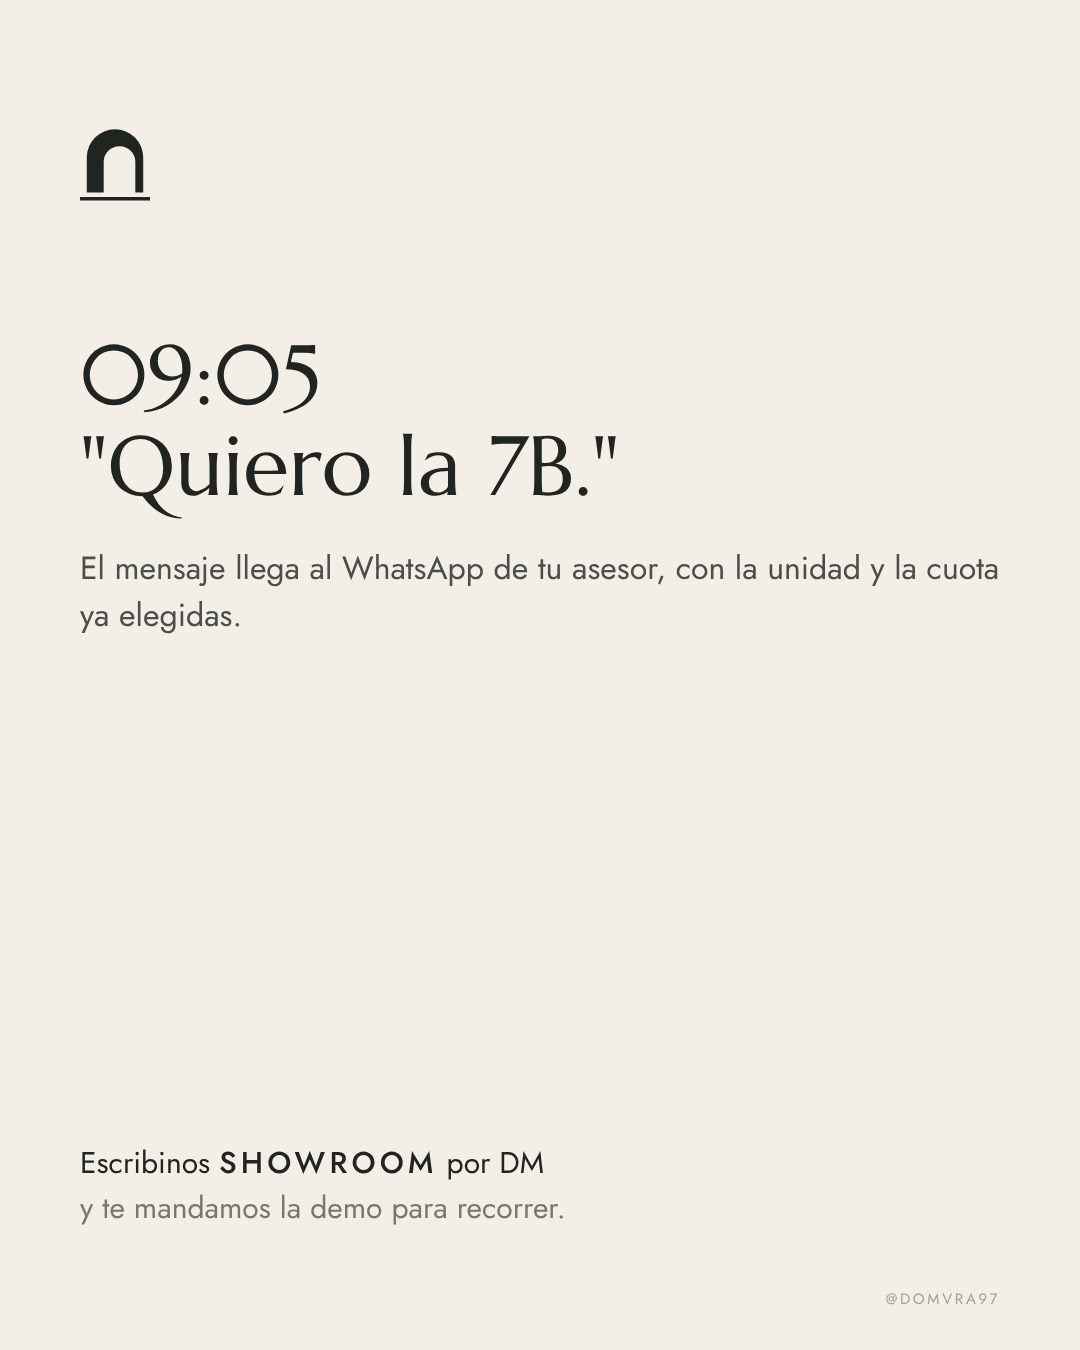 09:05
"Quiero la 7B."
El mensaje llega al WhatsApp de tu asesor, con la unidad y la cuota
ya elegidas.
Escribinos SHOWROOM por DM
y te mandamos la demo para recorrer.
@DOMVRA97